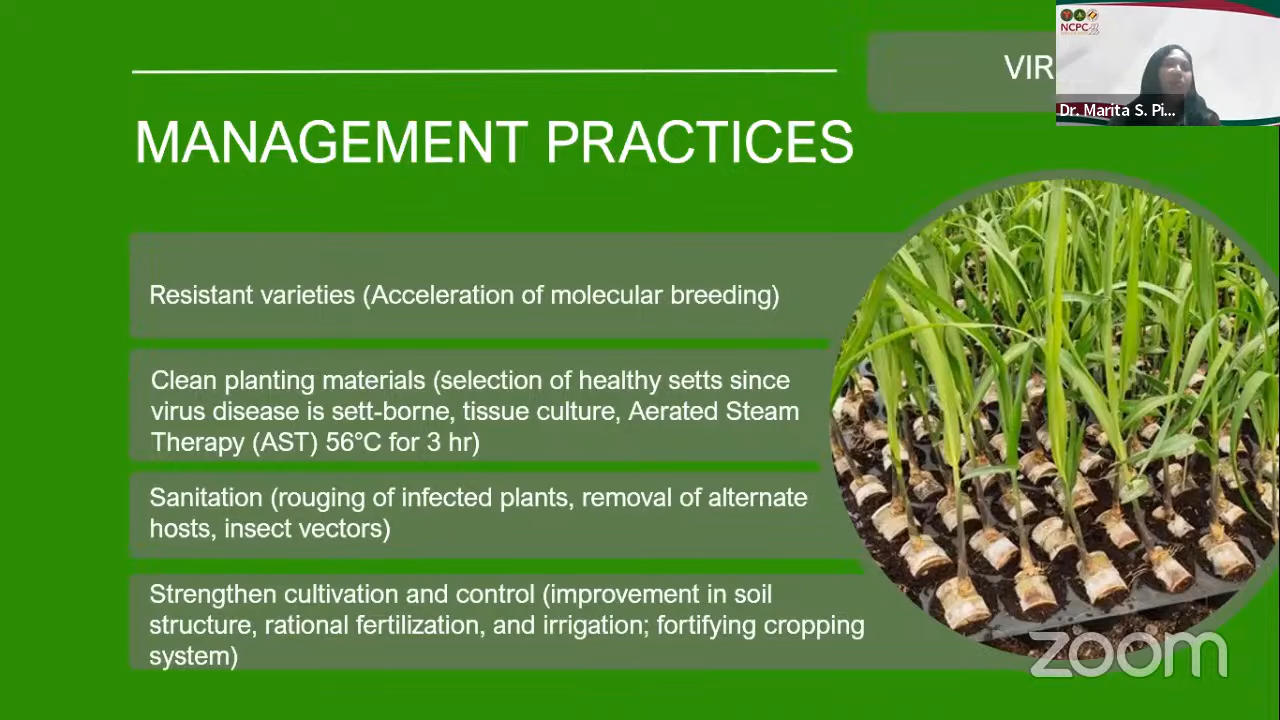 VIR
NCPC
Dr. Marita S. Pi...
MANAGEMENT PRACTICES
Resistant varieties (Acceleration of molecular breeding)
Clean planting materials (selection of healthy setts since
virus disease is sett-borne, tissue culture, Aerated Steam
Therapy (AST) 56°C for 3 hr)
Sanitation (rouging of infected plants, removal of alternate
hosts, insect vectors)
Strengthen cultivation and control (improvement in soil
structure, rational fertilization, and irrigation; fortifying cropping
system)
zoom